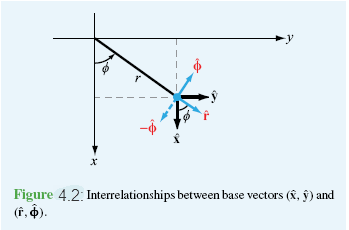 y
ϕ
r
ϕ̂
ŷ
ϕ
r̂
-ϕ̂
x̂
x
Figure 4.2: Interrelationships between base vectors (x̂, ŷ) and
(r̂, ϕ̂).